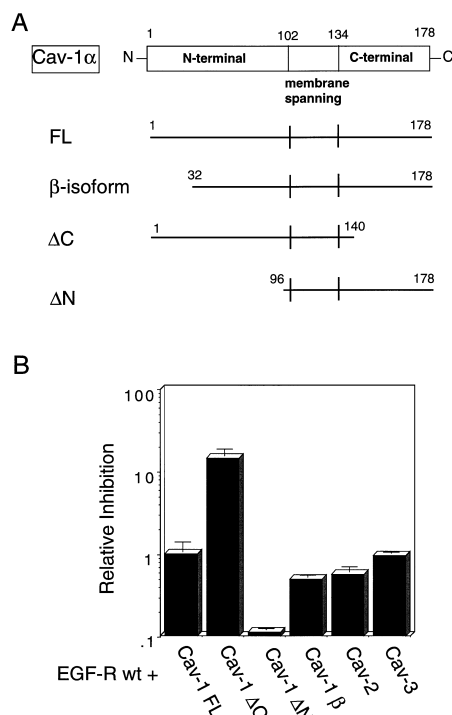 A
1 102 134 178
Cav-1α N N-terminal C-terminal C
membrane
spanning
FL 1 178
β-isoform 32 178
ΔC 1 140
ΔN 96 178
B
Relative Inhibition
100
10
1
.1
EGF-R wt + Cav-1 FL Cav-1 ΔC Cav-1 ΔN Cav-1 β Cav-2 Cav-3